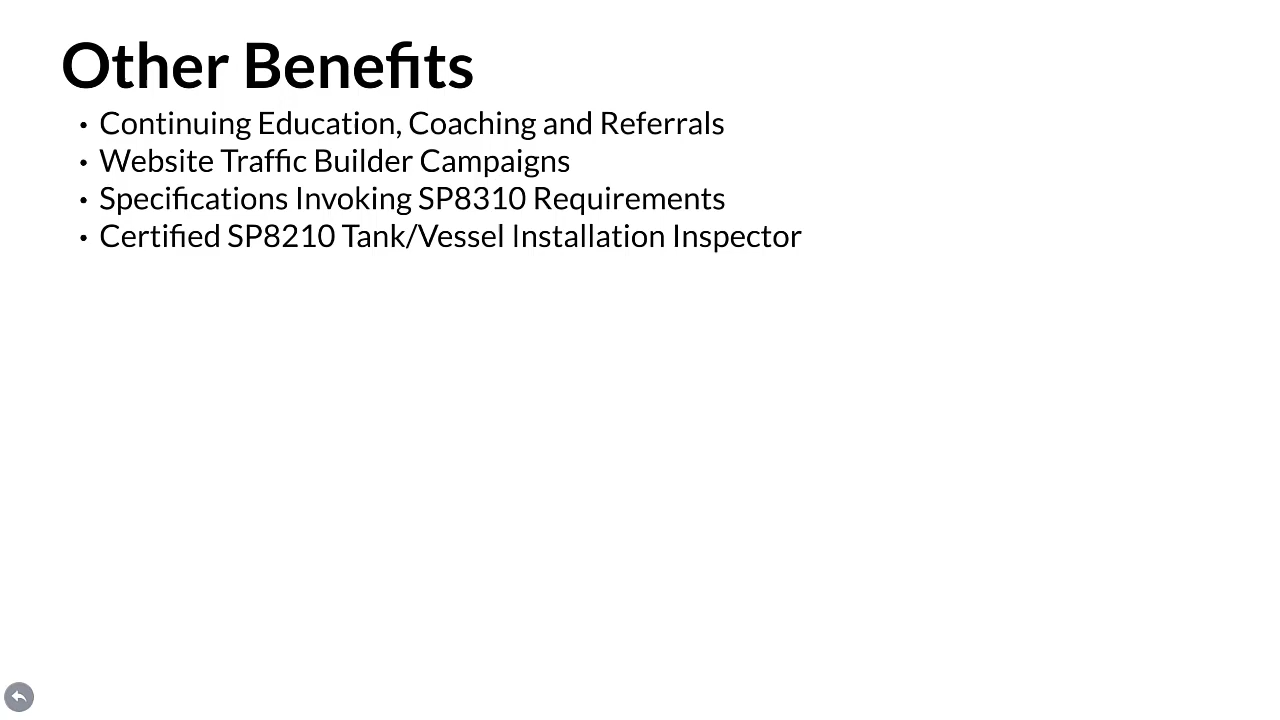 Other Benefits
• Continuing Education, Coaching and Referrals
• Website Traffic Builder Campaigns
• Specifications Invoking SP8310 Requirements
• Certified SP8210 Tank/Vessel Installation Inspector